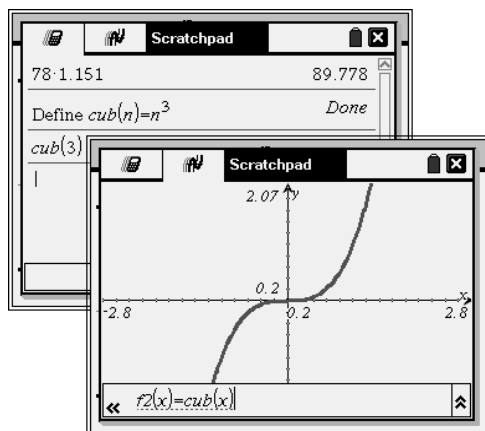 Scratchpad
78·1.151 89.778
Define cub(n)=n³ Done
cub(3)
Scratchpad
2.07 y
0.2
x
-2.8 0.2 2.8
f2(x)=cub(x)